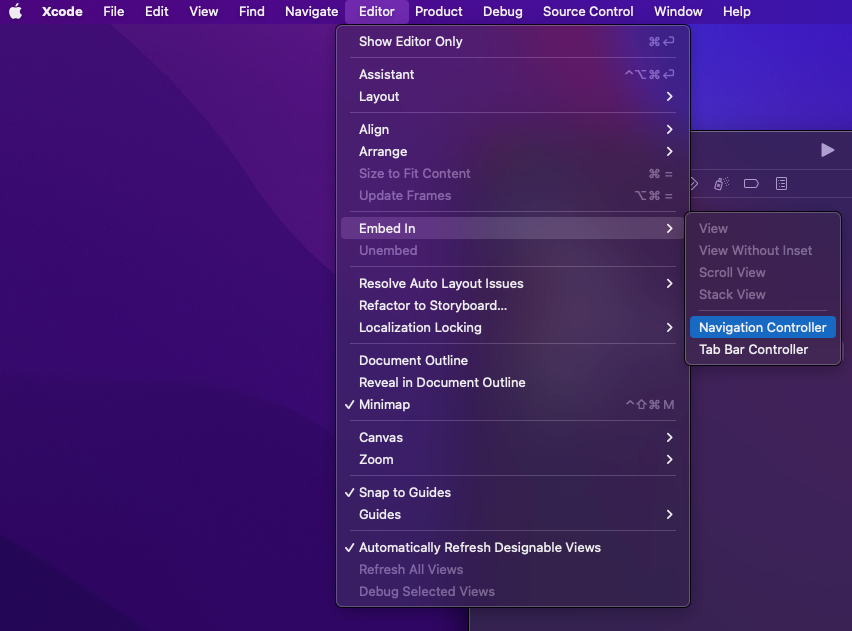 Xcode File Edit View Find Navigate Editor Product Debug Source Control Window Help
Show Editor Only ⌘↩
Assistant ^⌥⌘↩
Layout
Align
Arrange
Size to Fit Content ⌘ =
Update Frames ⌥⌘ =
Embed In
Unembed
Resolve Auto Layout Issues
Refactor to Storyboard...
Localization Locking
Document Outline
Reveal in Document Outline
✓ Minimap ^⇧⌘ M
Canvas
Zoom
✓ Snap to Guides
Guides
✓ Automatically Refresh Designable Views
Refresh All Views
Debug Selected Views
View
View Without Inset
Scroll View
Stack View
Navigation Controller
Tab Bar Controller